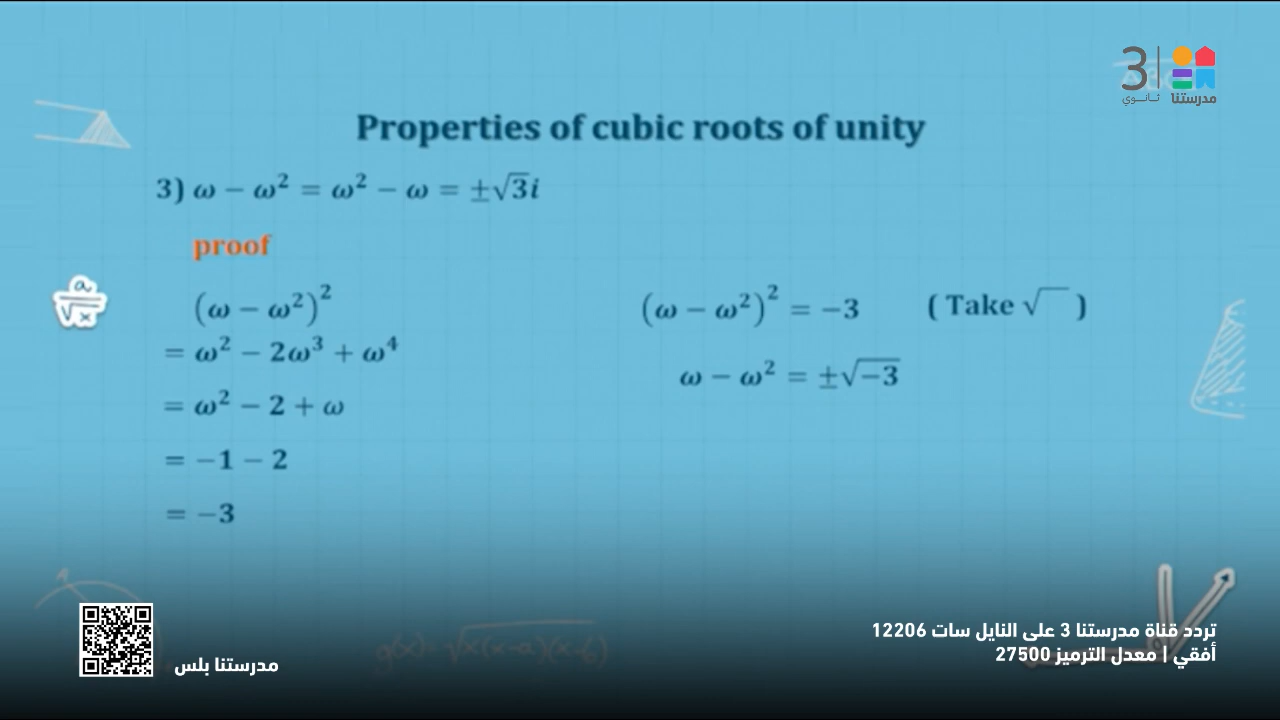 3
ثانوي
مدرستنا
Properties of cubic roots of unity
3) ω − ω² = ω² − ω = ±√3i
proof
(ω − ω²)²
= ω² − 2ω³ + ω⁴
= ω² − 2 + ω
= −1 − 2
= −3
(ω − ω²)² = −3 ( Take √ )
ω − ω² = ±√−3
a
√x
g(x)= √x(x-a)(x-b)
مدرستنا بلس
تردد قناة مدرستنا 3 على النايل سات 12206
أفقي | معدل الترميز 27500